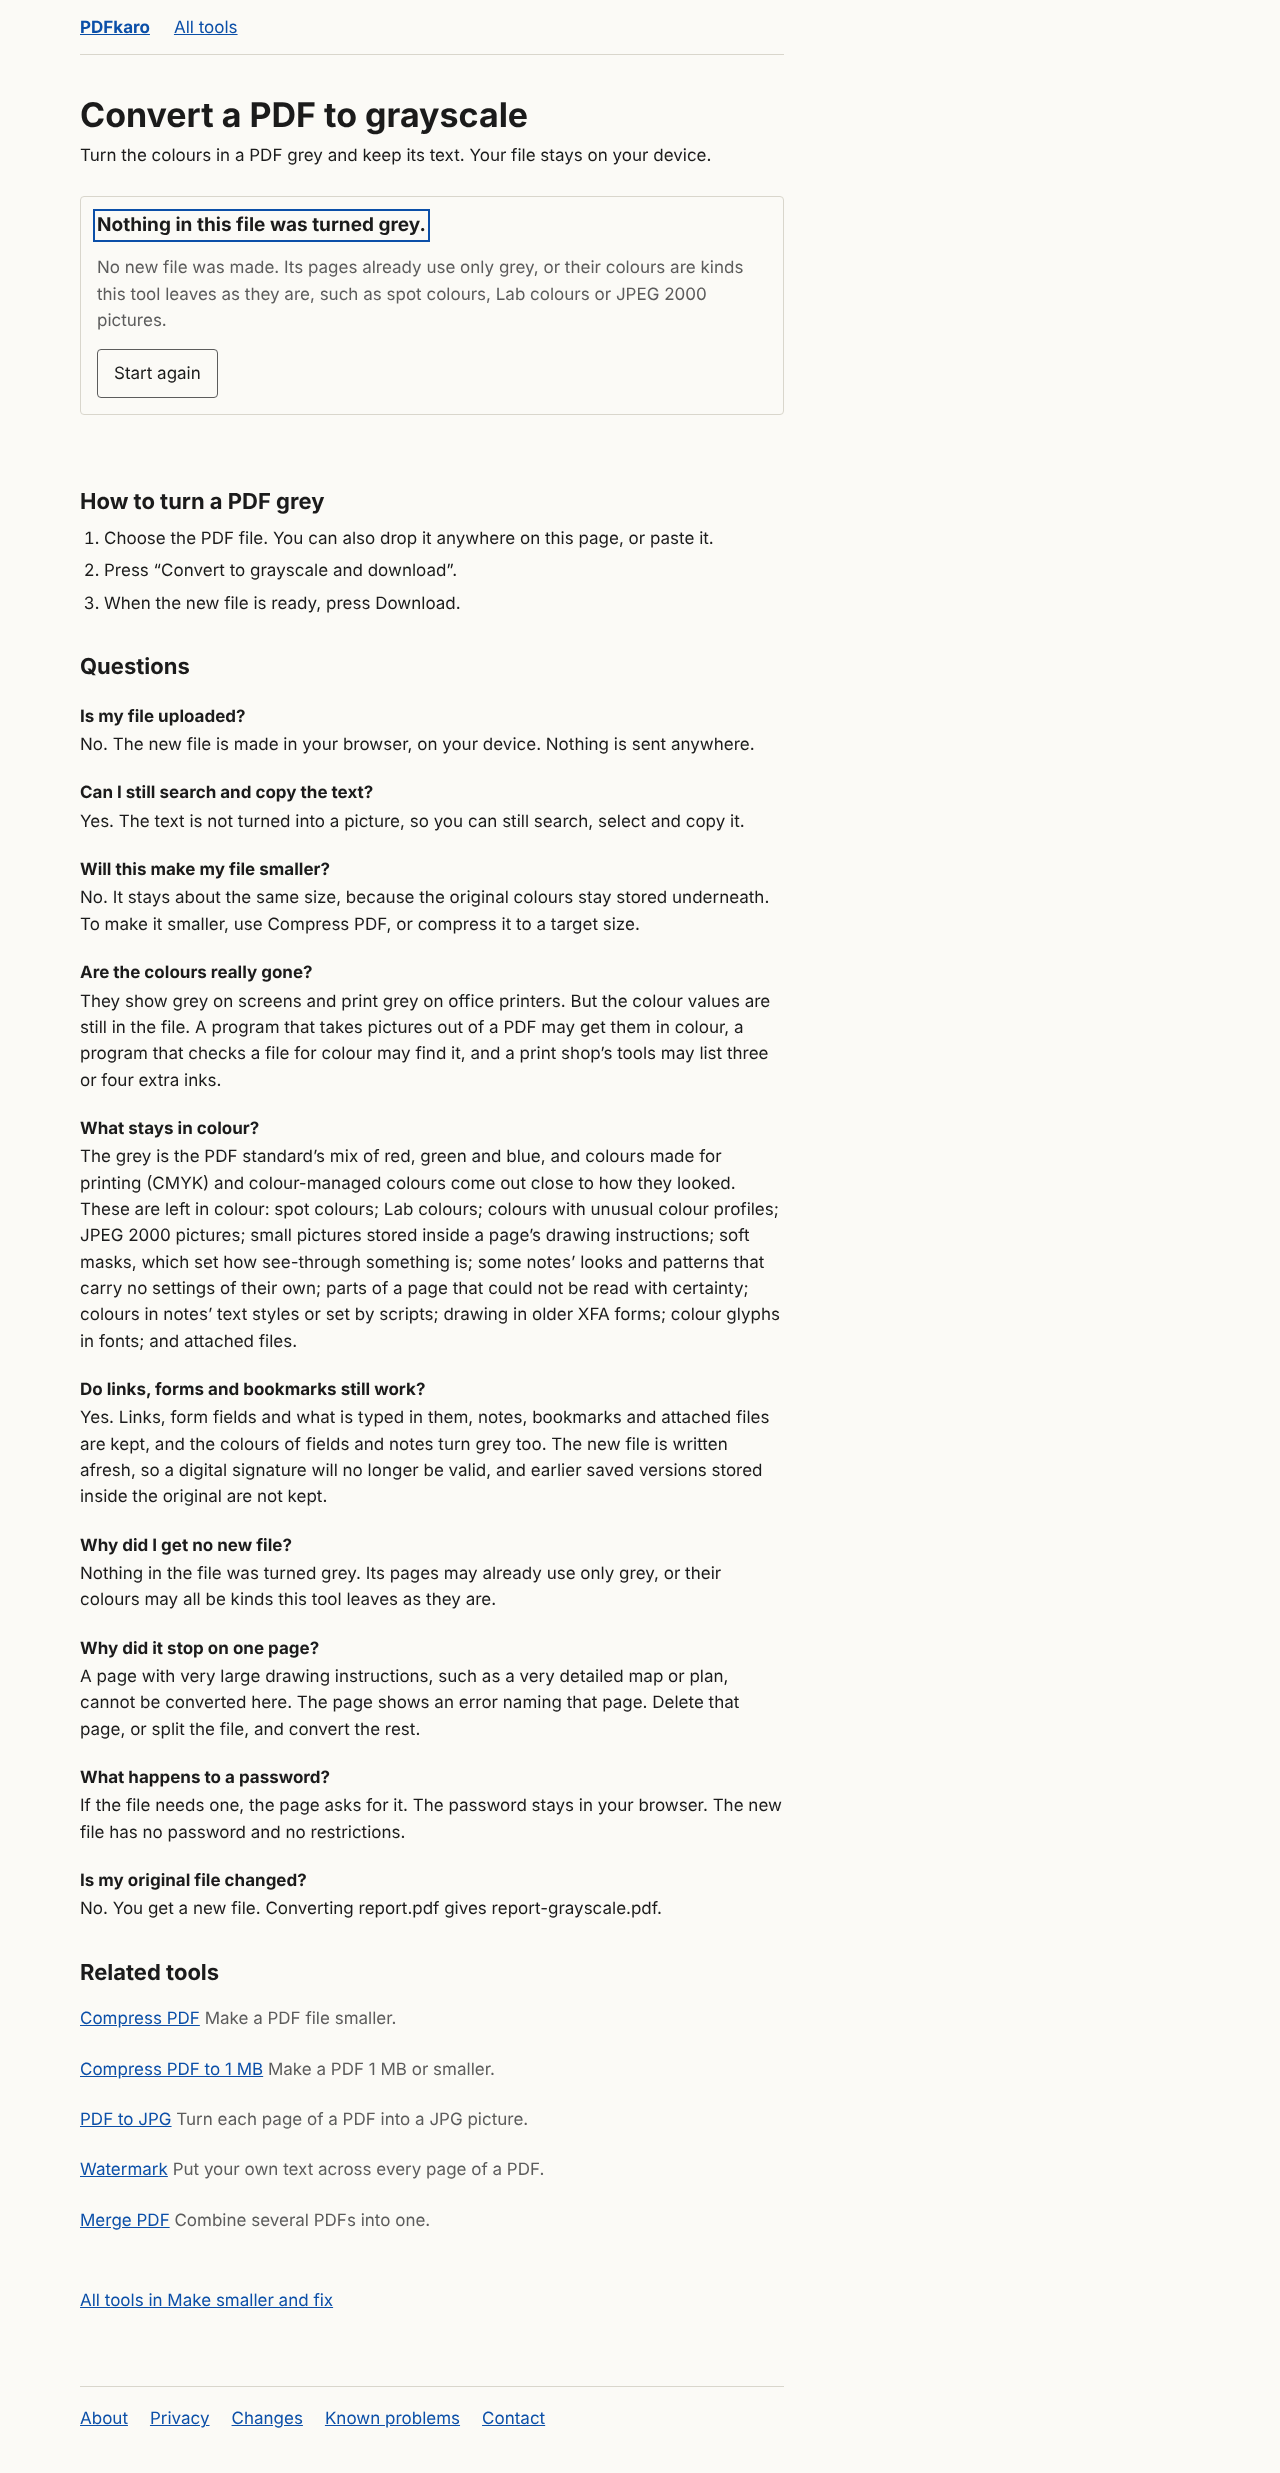 PDFkaro All tools
Convert a PDF to grayscale
Turn the colours in a PDF grey and keep its text. Your file stays on your device.
Nothing in this file was turned grey.
No new file was made. Its pages already use only grey, or their colours are kinds
this tool leaves as they are, such as spot colours, Lab colours or JPEG 2000
pictures.
Start again
How to turn a PDF grey
1. Choose the PDF file. You can also drop it anywhere on this page, or paste it.
2. Press “Convert to grayscale and download”.
3. When the new file is ready, press Download.
Questions
Is my file uploaded?
No. The new file is made in your browser, on your device. Nothing is sent anywhere.
Can I still search and copy the text?
Yes. The text is not turned into a picture, so you can still search, select and copy it.
Will this make my file smaller?
No. It stays about the same size, because the original colours stay stored underneath.
To make it smaller, use Compress PDF, or compress it to a target size.
Are the colours really gone?
They show grey on screens and print grey on office printers. But the colour values are
still in the file. A program that takes pictures out of a PDF may get them in colour, a
program that checks a file for colour may find it, and a print shop’s tools may list three
or four extra inks.
What stays in colour?
The grey is the PDF standard’s mix of red, green and blue, and colours made for
printing (CMYK) and colour-managed colours come out close to how they looked.
These are left in colour: spot colours; Lab colours; colours with unusual colour profiles;
JPEG 2000 pictures; small pictures stored inside a page’s drawing instructions; soft
masks, which set how see-through something is; some notes’ looks and patterns that
carry no settings of their own; parts of a page that could not be read with certainty;
colours in notes’ text styles or set by scripts; drawing in older XFA forms; colour glyphs
in fonts; and attached files.
Do links, forms and bookmarks still work?
Yes. Links, form fields and what is typed in them, notes, bookmarks and attached files
are kept, and the colours of fields and notes turn grey too. The new file is written
afresh, so a digital signature will no longer be valid, and earlier saved versions stored
inside the original are not kept.
Why did I get no new file?
Nothing in the file was turned grey. Its pages may already use only grey, or their
colours may all be kinds this tool leaves as they are.
Why did it stop on one page?
A page with very large drawing instructions, such as a very detailed map or plan,
cannot be converted here. The page shows an error naming that page. Delete that
page, or split the file, and convert the rest.
What happens to a password?
If the file needs one, the page asks for it. The password stays in your browser. The new
file has no password and no restrictions.
Is my original file changed?
No. You get a new file. Converting report.pdf gives report-grayscale.pdf.
Related tools
Compress PDF Make a PDF file smaller.
Compress PDF to 1 MB Make a PDF 1 MB or smaller.
PDF to JPG Turn each page of a PDF into a JPG picture.
Watermark Put your own text across every page of a PDF.
Merge PDF Combine several PDFs into one.
All tools in Make smaller and fix
About Privacy Changes Known problems Contact